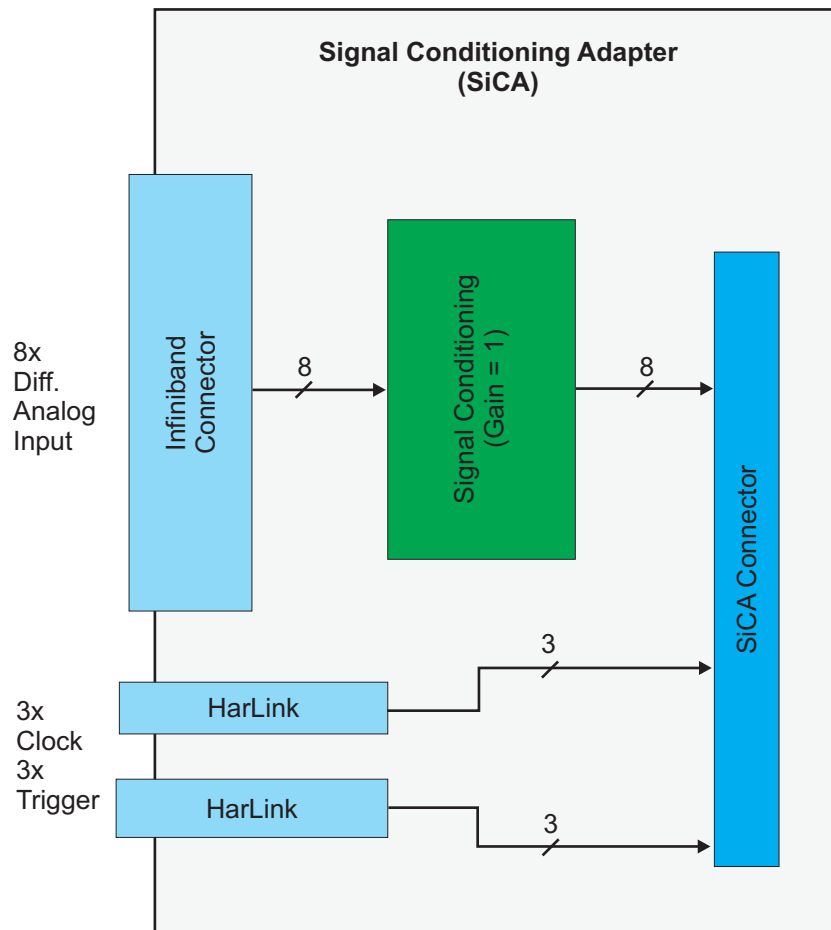 Signal Conditioning Adapter
(SiCA)
8x
Diff.
Analog
Input
Infiniband
Connector
8
Signal Conditioning
(Gain = 1)
8
SiCA Connector
3x
Clock
3x
Trigger
HarLink
3
HarLink
3